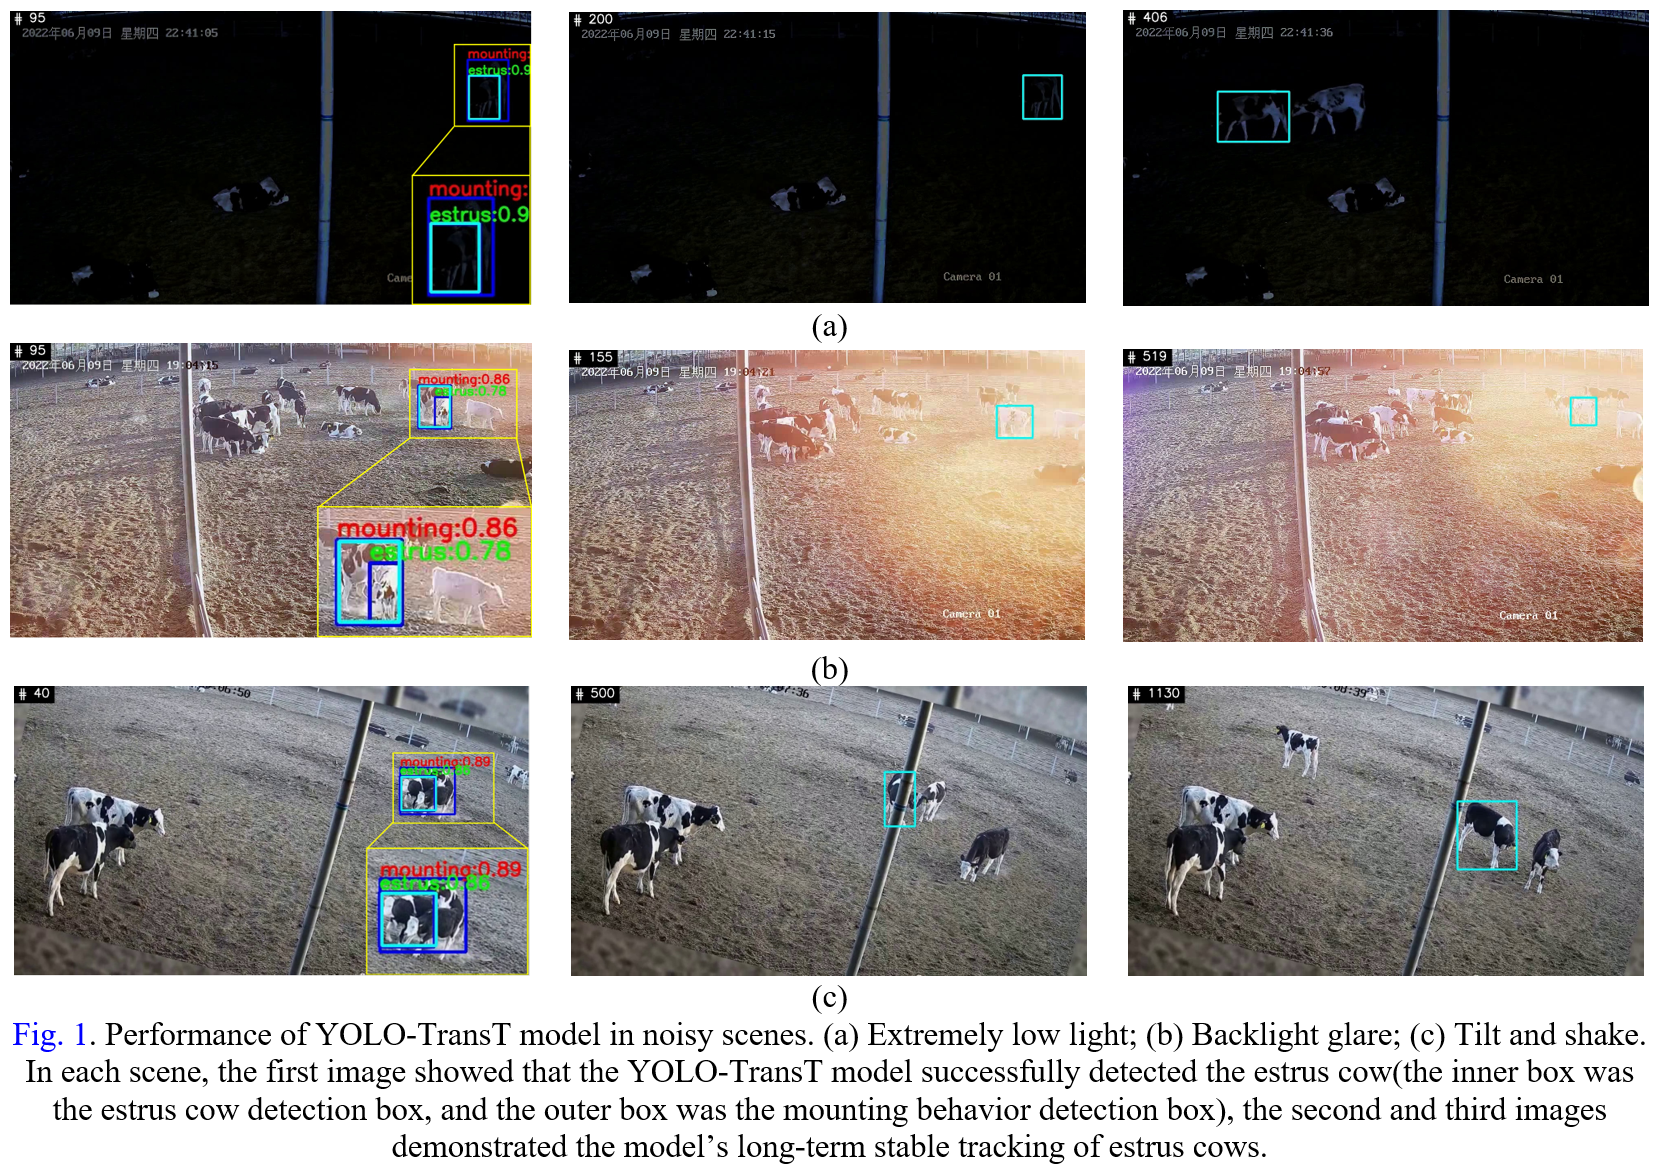 # 95
2022年06月09日 星期四 22:41:05
mounting:
estrus:0.9
mounting:
estrus:0.9
Came
# 200
2022年06月09日 星期四 22:41:15
Camera 01
# 406
2022年06月09日 星期四 22:41:36
Camera 01
(a)
# 95
2022年06月09日 星期四 19:04:15
mounting:0.86
estrus:0.78
mounting:0.86
estrus:0.78
# 155
2022年06月09日 星期四 19:04:21
Camera 01
# 519
2022年06月09日 星期四 19:04:57
Camera 01
(b)
# 40
:06:50
mounting:0.89
estrus:0.86
mounting:0.89
estrus:0.86
# 500
7:36
# 1130
:08:39
(c)
Fig. 1. Performance of YOLO-TransT model in noisy scenes. (a) Extremely low light; (b) Backlight glare; (c) Tilt and shake.
In each scene, the first image showed that the YOLO-TransT model successfully detected the estrus cow(the inner box was
the estrus cow detection box, and the outer box was the mounting behavior detection box), the second and third images
demonstrated the model’s long-term stable tracking of estrus cows.